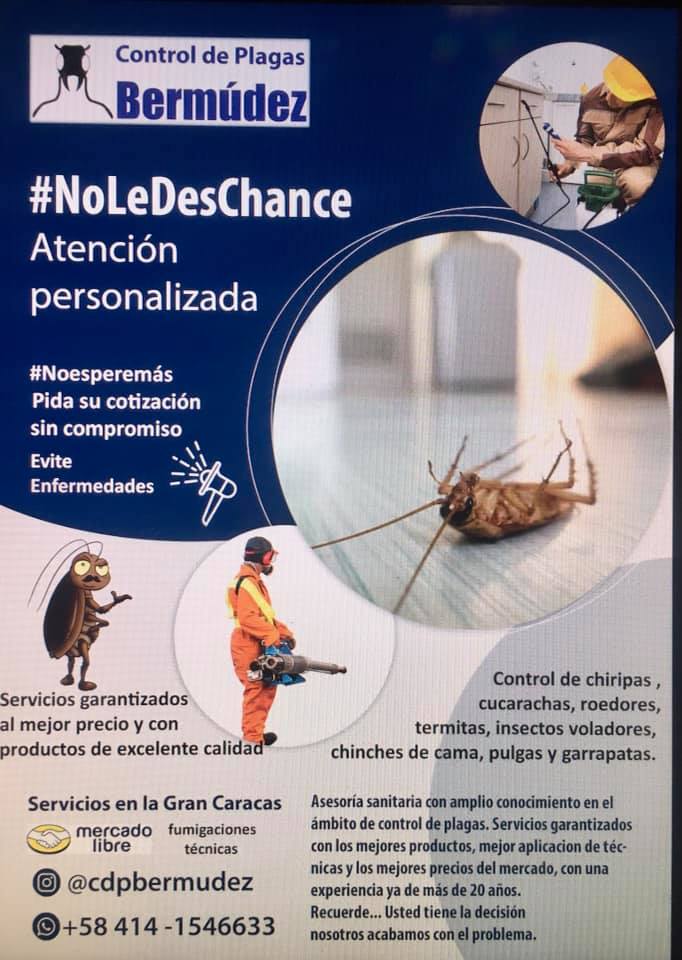 Control de Plagas
Bermúdez
#NoLeDesChance
Atención
personalizada
#Noesperemás
Pida su cotización
sin compromiso
Evite
Enfermedades
Servicios garantizados
al mejor precio y con
productos de excelente calidad
Control de chiripas ,
cucarachas, roedores,
termitas, insectos voladores,
chinches de cama, pulgas y garrapatas.
Servicios en la Gran Caracas
mercado
libre
fumigaciones
técnicas
@cdpbermudez
+58 414 -1546633
Asesoría sanitaria con amplio conocimiento en el
ámbito de control de plagas. Servicios garantizados
con los mejores productos, mejor aplicacion de téc-
nicas y los mejores precios del mercado, con una
experiencia ya de más de 20 años.
Recuerde... Usted tiene la decisión
nosotros acabamos con el problema.